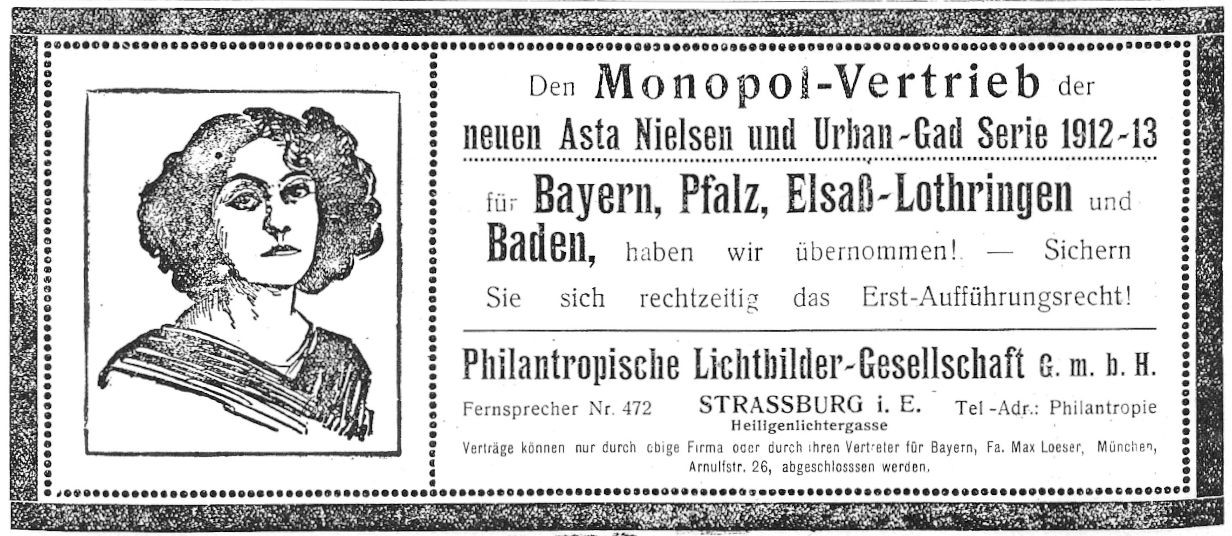 Den Monopol-Vertrieb der
neuen Asta Nielsen und Urban-Gad Serie 1912-13
für Bayern, Pfalz, Elsaß-Lothringen und
Baden, haben wir übernommen! — Sichern
Sie sich rechtzeitig das Erst-Aufführungsrecht!
Philantropische Lichtbilder-Gesellschaft G. m. b. H.
Fernsprecher Nr. 472 STRASSBURG i. E. Tel-Adr.: Philantropie
Heiligenlichtergasse
Verträge können nur durch obige Firma oder durch ihren Vertreter für Bayern, Fa. Max Loeser, München,
Arnulfstr. 26, abgeschlosssen werden.